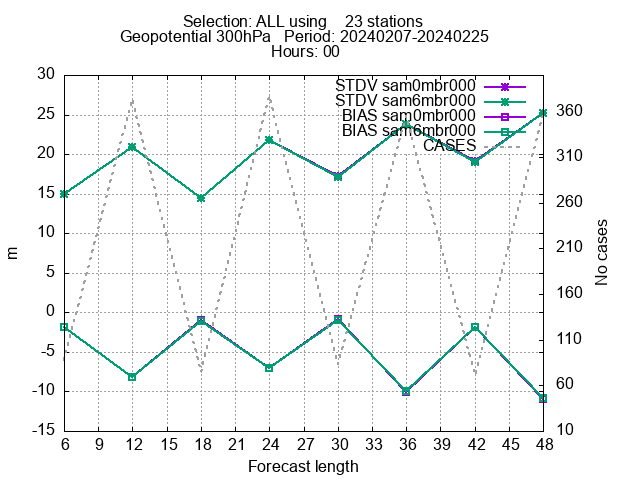 Selection: ALL using    23 stations
Geopotential 300hPa   Period: 20240207-20240225
Hours: 00
STDV sam0mbr000
STDV sam6mbr000
BIAS sam0mbr000
BIAS sam6mbr000
CASES
30
25
20
15
10
5
0
-5
-10
-15
m
360
310
260
210
160
110
60
10
No cases
6 9 12 15 18 21 24 27 30 33 36 39 42 45 48
Forecast length